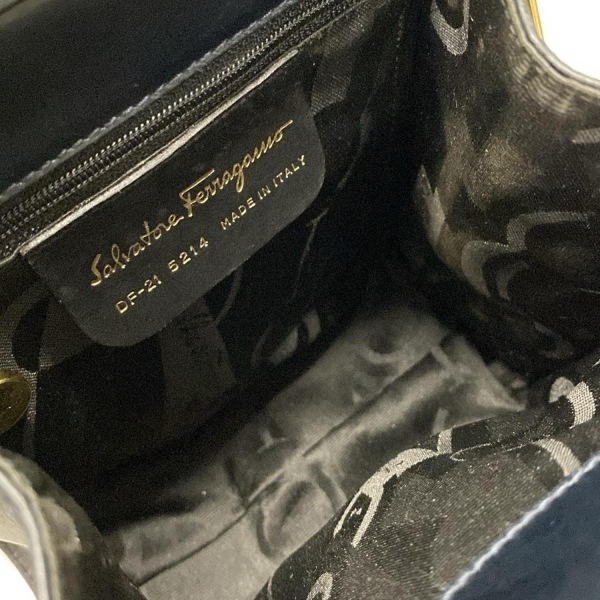 Salvatore Ferragamo
DF-21 5214 MADE IN ITALY